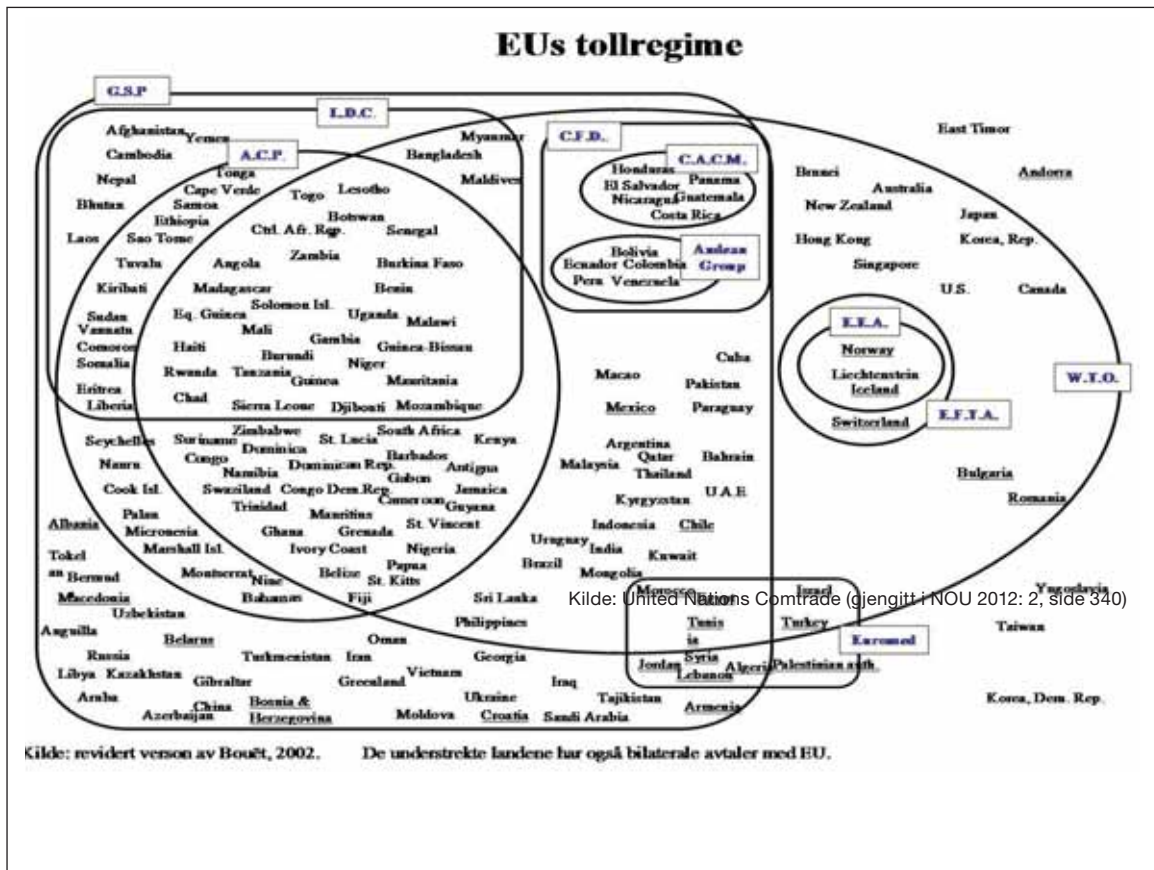 EUs tollregime
G.S.P
L.D.C.
A.C.P.
C.F.D.
C.A.C.M.
Andean
Group
E.E.A.
E.F.T.A.
W.T.O.
Euromed
Afghanistan
Yemen
Cambodia
Nepal
Bhutan
Laos
Myanmar
Bangladesh
Maldives
Tonga
Cape Verde
Samoa
Ethiopia
Sao Tome
Tuvalu
Kiribati
Sudan
Vannatu
Comoros
Somalia
Eritrea
Liberia
Togo
Lesotho
Botswan
Ctrl. Afr. Rep.
Senegal
Zambia
Angola
Burkina Faso
Madagascar
Benin
Solomon Isl.
Eq. Guinea
Uganda
Malawi
Mali
Gambia
Haiti
Guinea-Bissau
Burundi
Niger
Rwanda
Tanzania
Guinea
Mauritania
Chad
Sierra Leone
Djibouti
Mozambique
Honduras
Panama
El Salvador
Nicaragua
Guatemala
Costa Rica
Bolivia
Ecuador Colombia
Peru Venezuela
East Timor
Andorra
Brunei
Australia
New Zealand
Japan
Hong Kong
Korea, Rep.
Singapore
U.S.
Canada
Norway
Liechtenstein
Iceland
Switzerland
Bulgaria
Romania
Cuba
Macao
Pakistan
Mexico
Paraguay
Argentina
Qatar
Bahrain
Malaysia
Thailand
U.A.E
Kyrgyzstan
Indonesia
Chile
Uruguay
India
Kuwait
Brazil
Mongolia
Seychelles
Nauru
Cook Isl.
Palau
Micronesia
Marshall Isl.
Zimbabwe
South Africa
Suriname
St. Lucia
Kenya
Dominica
Barbados
Congo
Dominican Rep.
Antigua
Namibia
Gabon
Swaziland
Congo Dem.Rep.
Jamaica
Cameroon
Trinidad
Guyana
Mauritius
St. Vincent
Ghana
Grenada
Ivory Coast
Nigeria
Papua
Montserrat
Belize
St. Kitts
Bahamas
Fiji
Albania
Tokel
an
Bermud
Macedonia
Uzbekistan
Anguilla
Belarus
Russia
Libya
Kazakhstan
Turkmenistan
Iran
Oman
Sri Lanka
Philippines
Georgia
Gibraltar
Greenland
Vietnam
Iraq
Aruba
China
Azerbaijan
Bosnia &
Herzegovina
Moldova
Ukraine
Croatia
Saudi Arabia
Tajikistan
Armenia
Morocco
Israel
Tunis
ia
Turkey
Syria
Jordan
Algeria
Palestinian auth.
Lebanon
Yugoslavia
Taiwan
Korea, Dem. Rep.
Kilde: United Nations Comtrade (gjengitt i NOU 2012: 2, side 340)
Kilde: revidert verson av Bouët, 2002.
De understrekte landene har også bilaterale avtaler med EU.